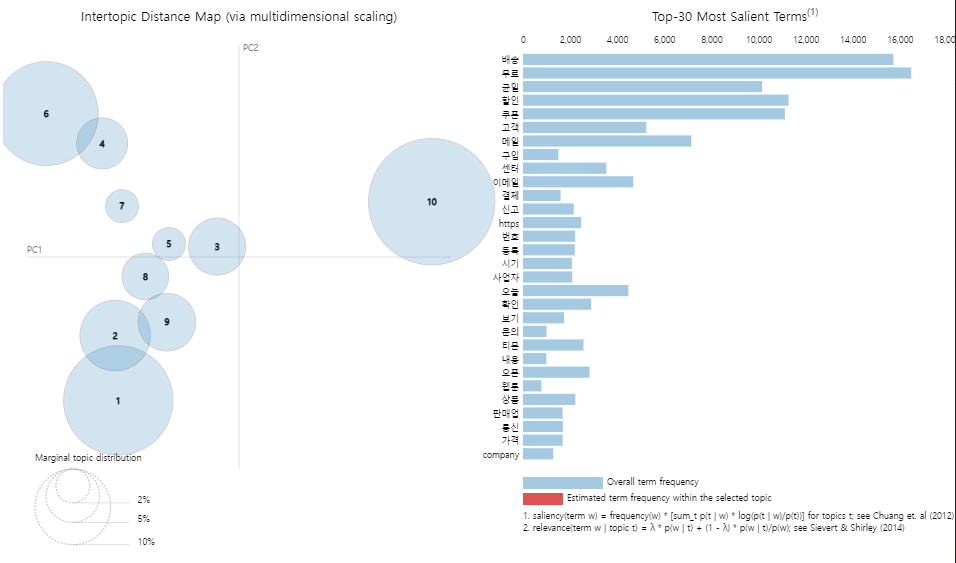 Intertopic Distance Map (via multidimensional scaling)
PC2
PC1
6
4
7
5
3
10
8
9
2
1
Marginal topic distribution
2%
5%
10%
Top-30 Most Salient Terms(1)
0 2,000 4,000 6,000 8,000 10,000 12,000 14,000 16,000 18,00
배송
무료
균일
할인
쿠폰
고객
메일
구입
센터
이메일
결제
신고
https
번호
등록
시기
사업자
오늘
확인
보기
문의
티몬
내용
오픈
웹툰
상품
판매업
통신
가격
company
Overall term frequency
Estimated term frequency within the selected topic
1. saliency(term w) = frequency(w) * [sum_t p(t | w) * log(p(t | w)/p(t))] for topics t; see Chuang et. al (2012)
2. relevance(term w | topic t) = λ * p(w | t) + (1 - λ) * p(w | t)/p(w); see Sievert & Shirley (2014)